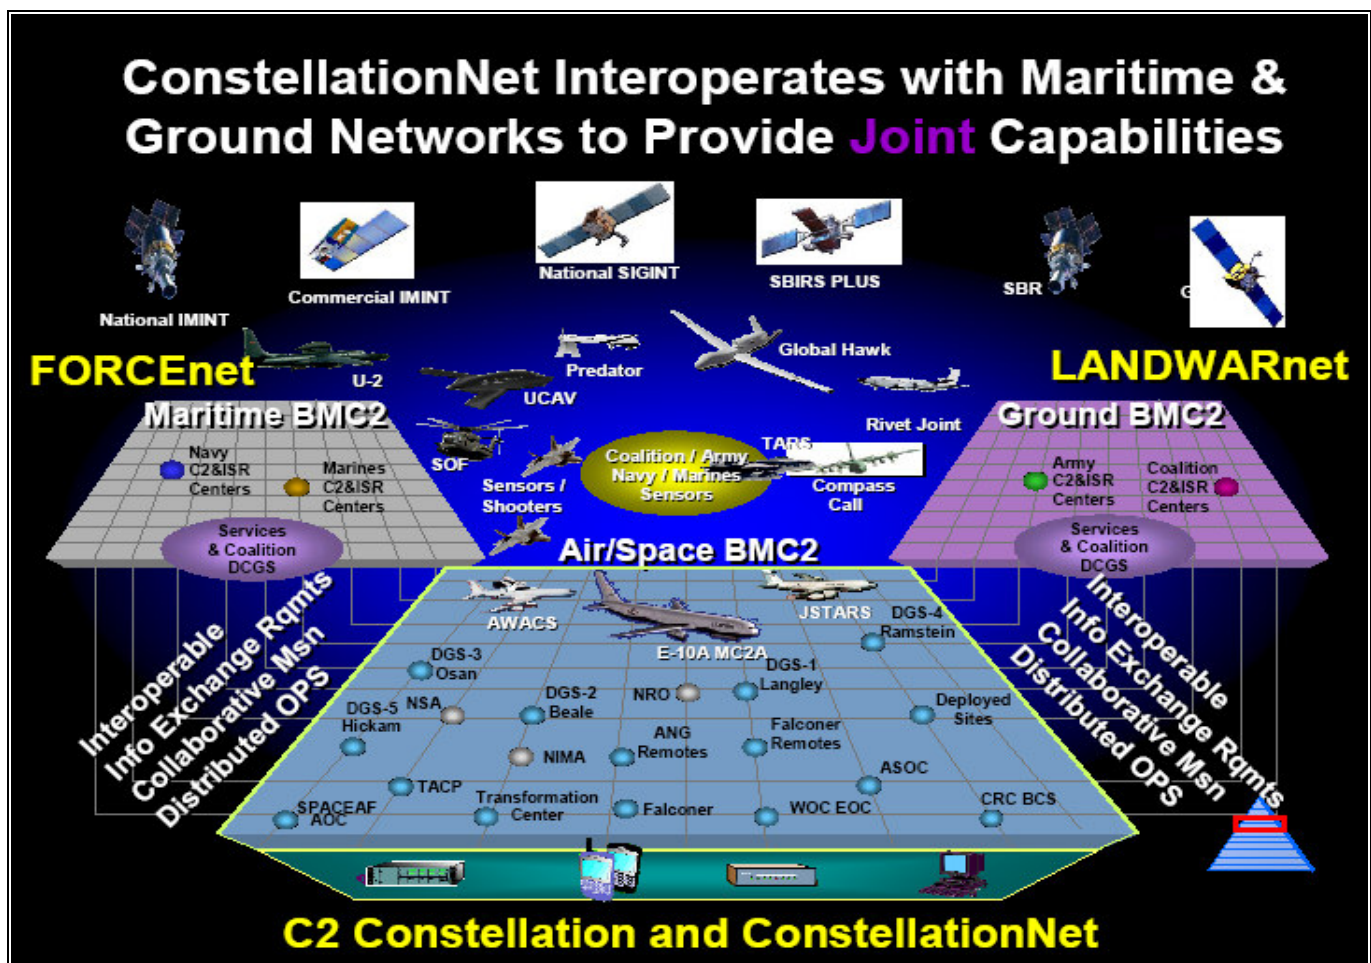 ConstellationNet Interoperates with Maritime &
Ground Networks to Provide Joint Capabilities
National IMINT
Commercial IMINT
National SIGINT
SBIRS PLUS
SBR
G
FORCEnet
LANDWARnet
U-2
UCAV
Predator
Global Hawk
Rivet Joint
SOF
Sensors /
Shooters
Coalition / Army
Navy / Marines
Sensors
TARS
Compass
Call
Maritime BMC2
Navy
C2&ISR
Centers
Marines
C2&ISR
Centers
Services
& Coalition
DCGS
Ground BMC2
Army
C2&ISR
Centers
Coalition
C2&ISR
Centers
Services
& Coalition
DCGS
Air/Space BMC2
AWACS
E-10A MC2A
JSTARS
DGS-4
Ramstein
DGS-3
Osan
DGS-5
Hickam
NSA
DGS-2
Beale
NRO
DGS-1
Langley
Deployed
Sites
NIMA
ANG
Remotes
Falconer
Remotes
TACP
ASOC
SPACEAF
AOC
Transformation
Center
Falconer
WOC EOC
CRC BCS
Interoperable
Info Exchange Rqmts
Collaborative Msn
Distributed OPS
Interoperable
Info Exchange Rqmts
Collaborative Msn
Distributed OPS
C2 Constellation and ConstellationNet